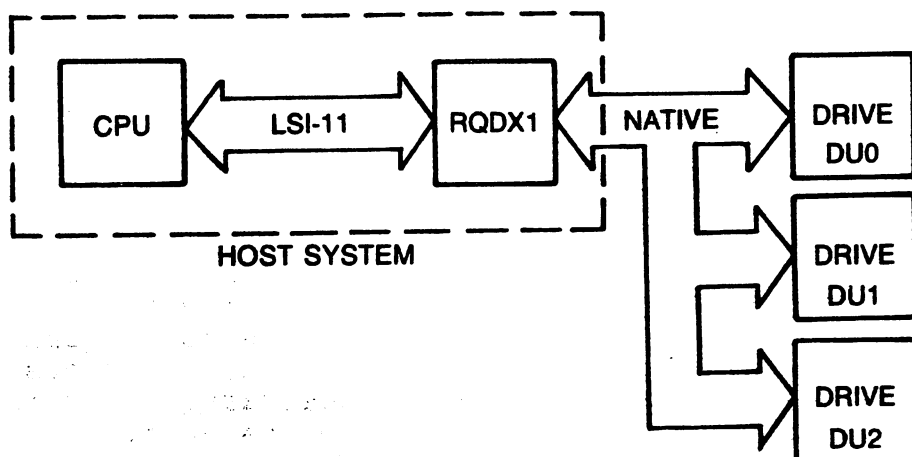 CPU
LSI-11
RQDX1
NATIVE
DRIVE
DU0
DRIVE
DU1
DRIVE
DU2
HOST SYSTEM